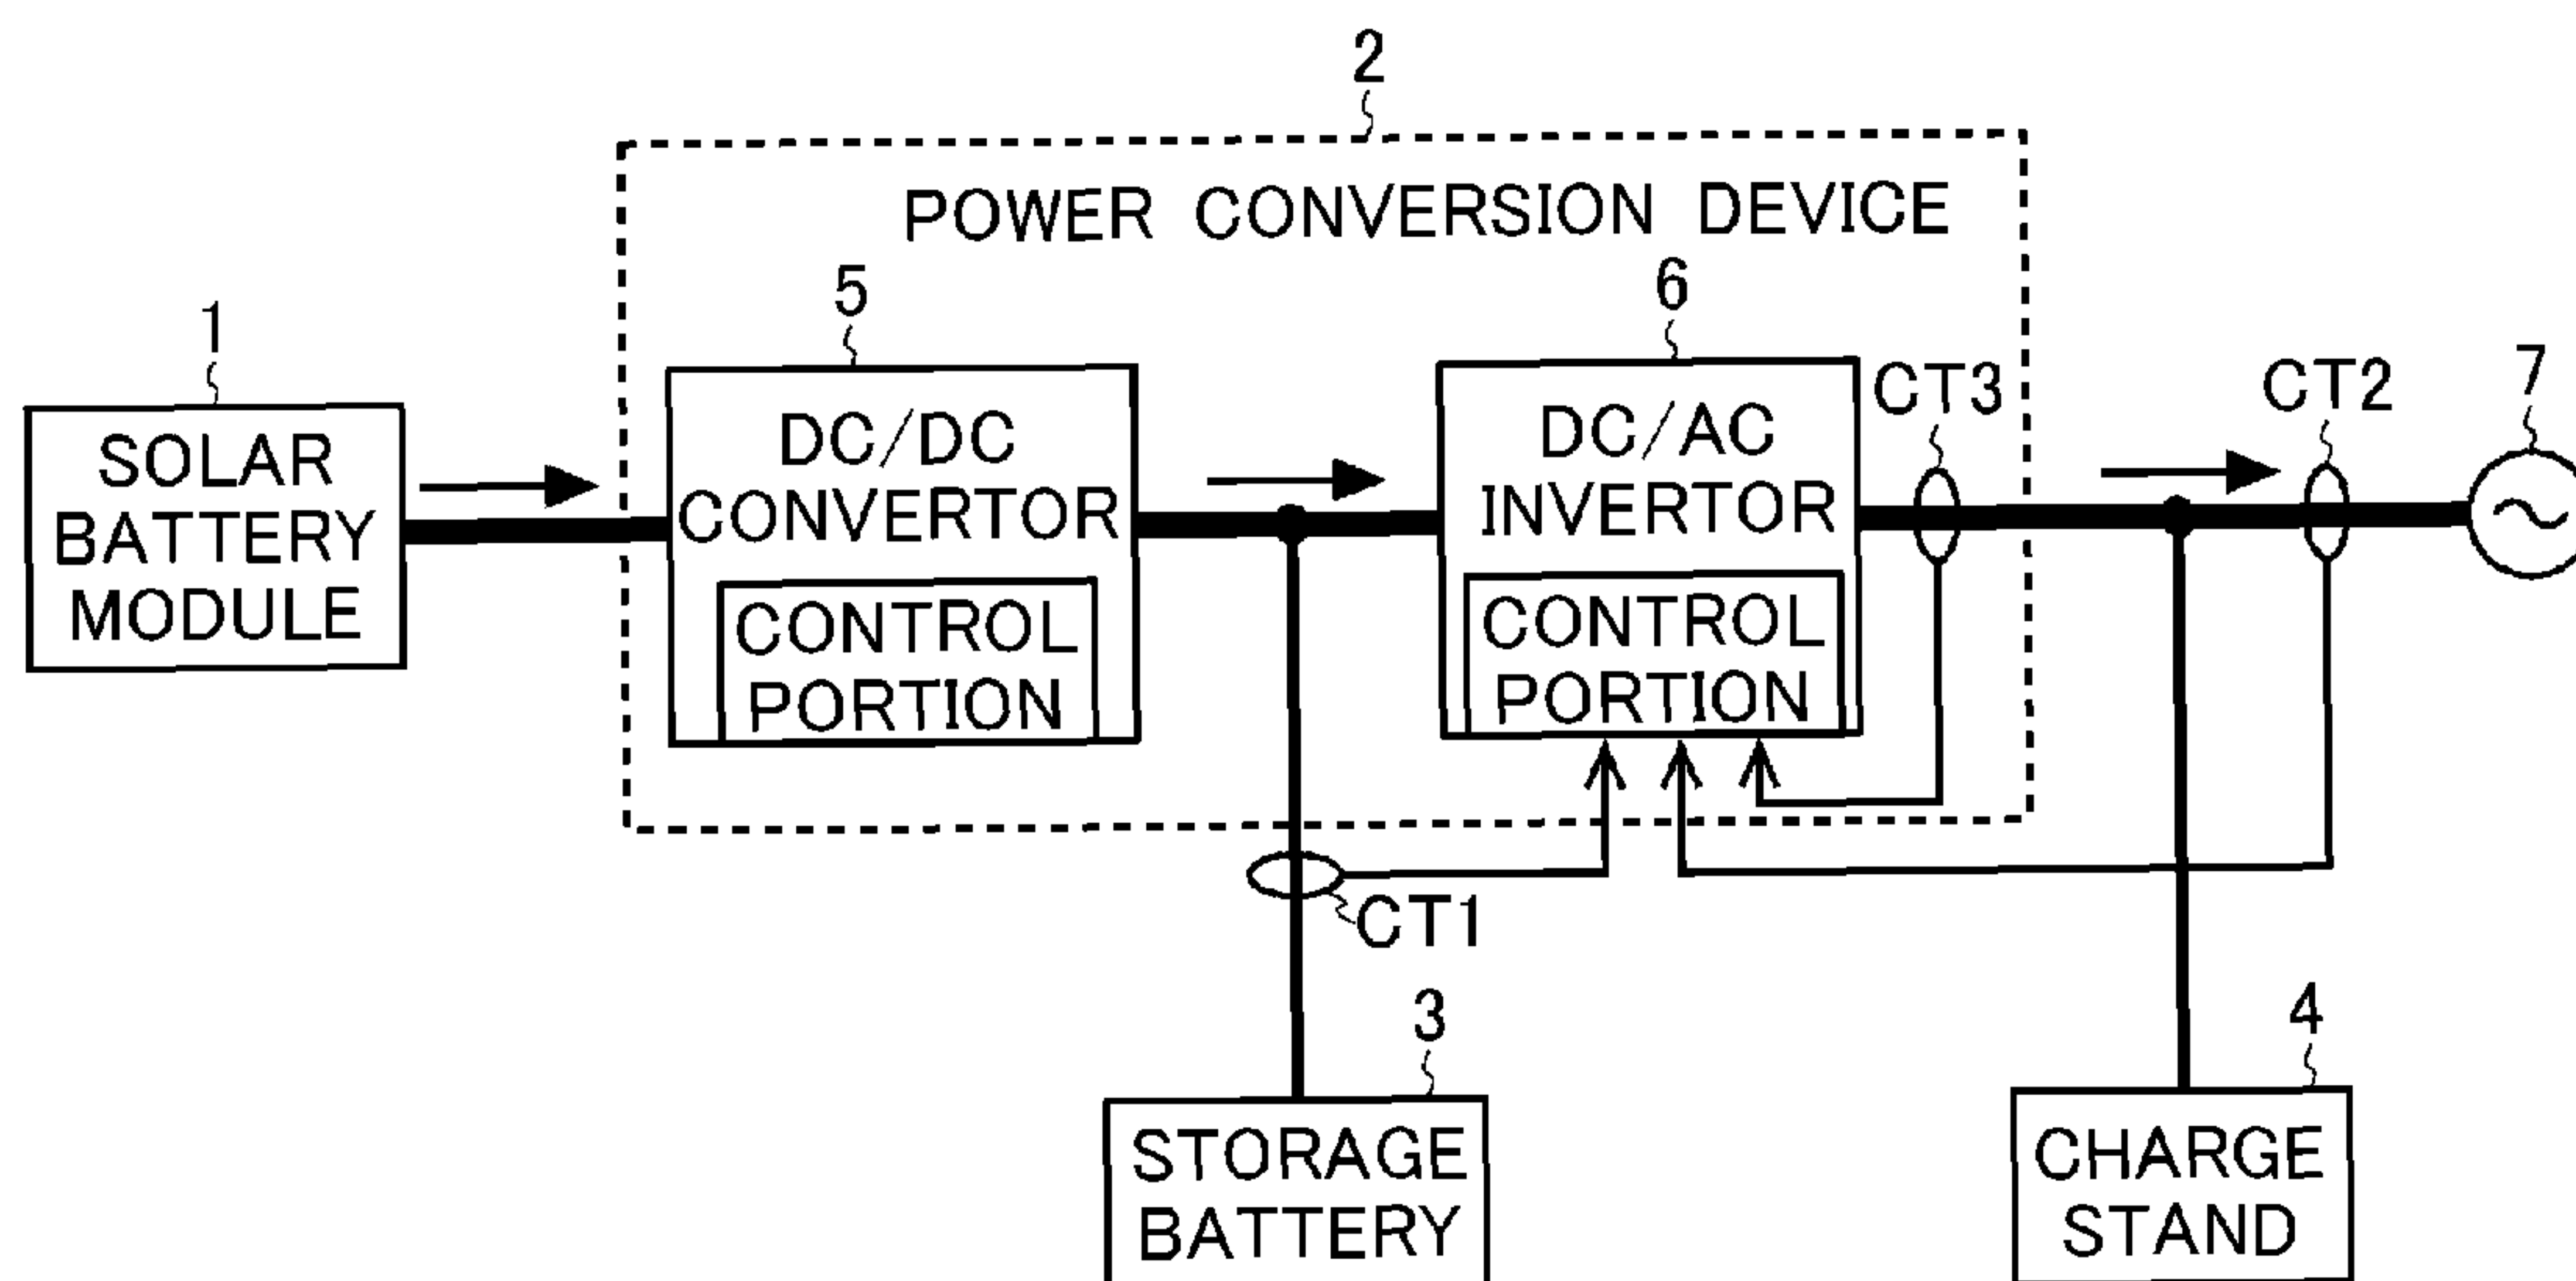 2
POWER CONVERSION DEVICE
1
SOLAR
BATTERY
MODULE
5
DC/DC
CONVERTOR
CONTROL
PORTION
6
DC/AC
INVERTOR
CONTROL
PORTION
CT3
CT2
7
CT1
3
STORAGE
BATTERY
4
CHARGE
STAND